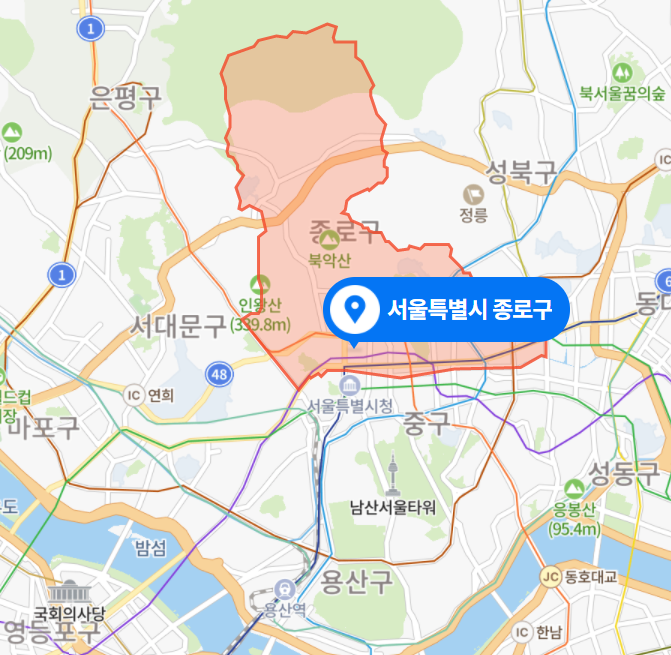 1
은평구
(209m)
북서울꿈의숲
IC
성북구
정릉
종로구
북악산
1
인왕산
(339.8m)
서울특별시 종로구
6
동대
서대문구
48
IC 연희
드컵
장
마포구
서울특별시청
중구
성동구
남산서울타워
응봉산
(95.4m)
도
밤섬
JC 동호대교
용산구
국회의사당
용산역
영등포구
IC 한남